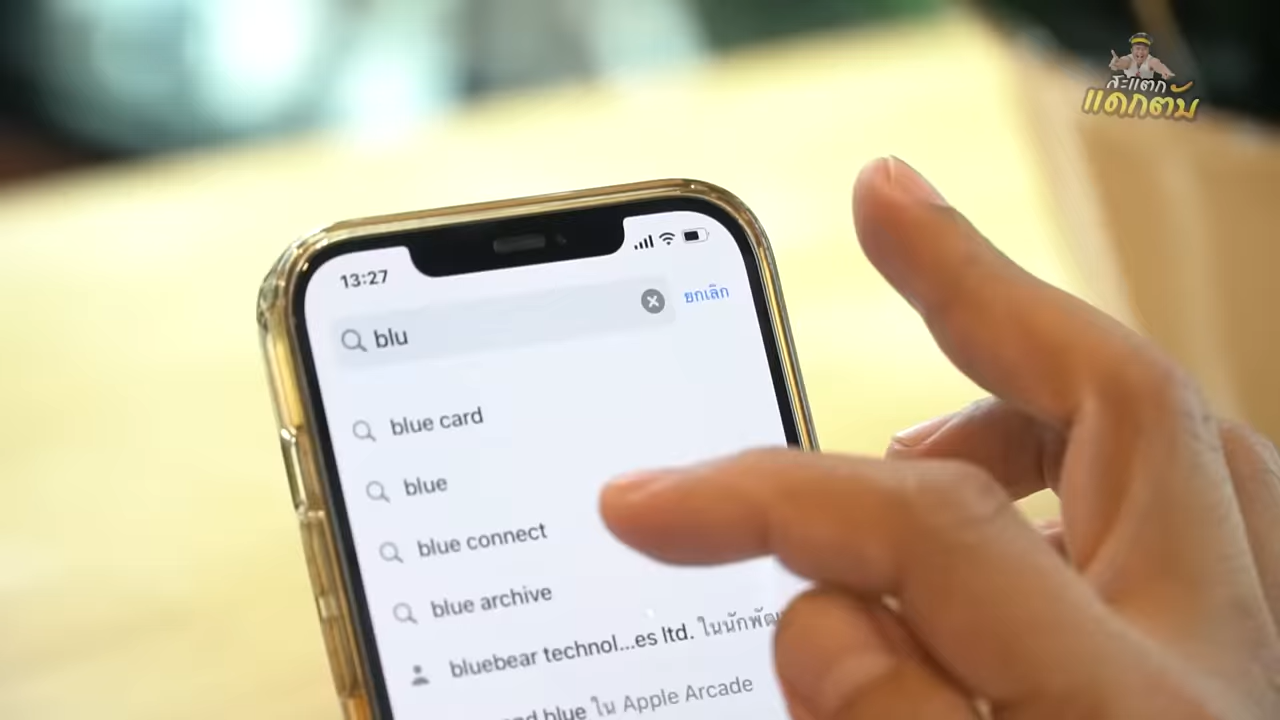 สะแตก
แดกตับ
13:27
blu
ยกเลิก
blue card
blue
blue connect
blue archive
bluebear technol...es ltd. ในนักพัฒ
blue ใน Apple Arcade